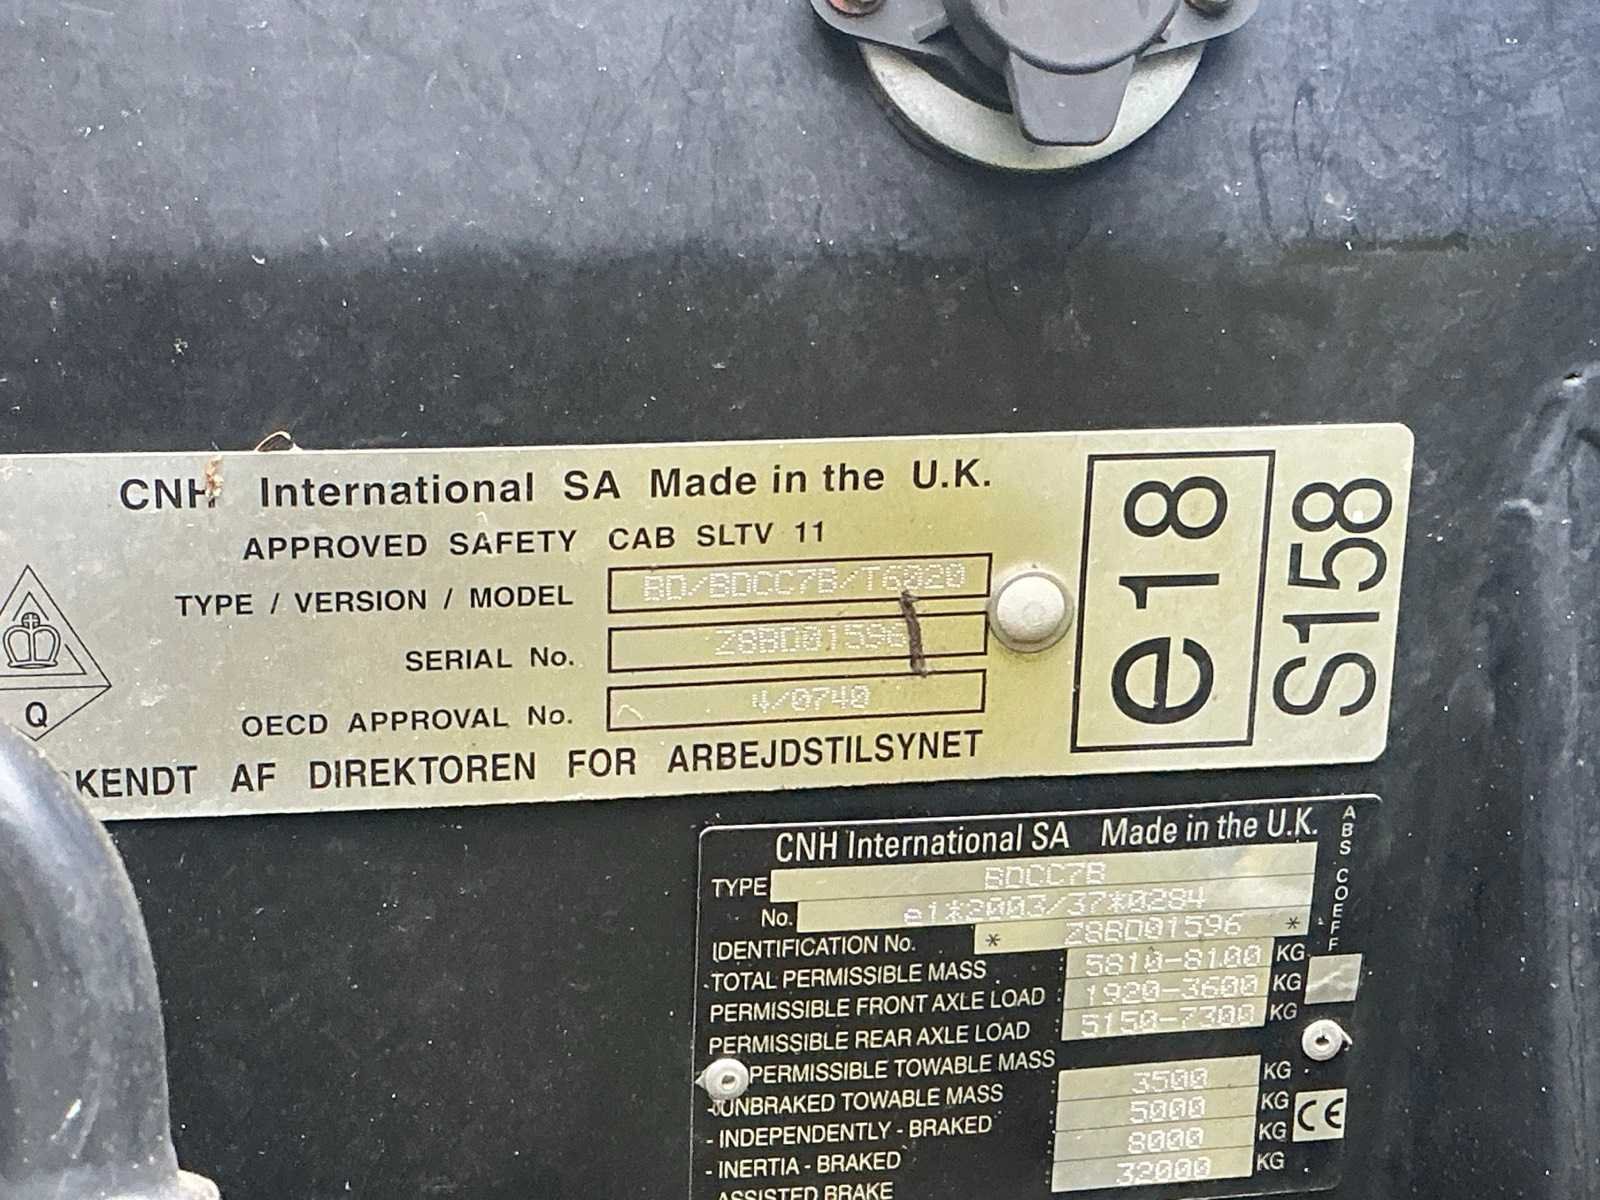 CNH International SA Made in the U.K.
APPROVED SAFETY CAB SLTV 11
TYPE / VERSION / MODEL BD/BDCC7B/T6020
SERIAL No. Z8BD01596
OECD APPROVAL No. 4/0740
KENDT AF DIREKTOREN FOR ARBEJDSTILSYNET
Q
e18
S158
CNH International SA Made in the U.K.
TYPE BDCC7B
No. e1*2003/37*0284
IDENTIFICATION No. * Z8BD01596 *
TOTAL PERMISSIBLE MASS : 5810-8100 KG
PERMISSIBLE FRONT AXLE LOAD : 1920-3600 KG
PERMISSIBLE REAR AXLE LOAD : 5150-7300 KG
PERMISSIBLE TOWABLE MASS
- UNBRAKED TOWABLE MASS : 3500 KG
- INDEPENDENTLY - BRAKED : 5000 KG
- INERTIA - BRAKED : 8000 KG
ASSISTED BRAKE 32000 KG
ABS COEFF
CE